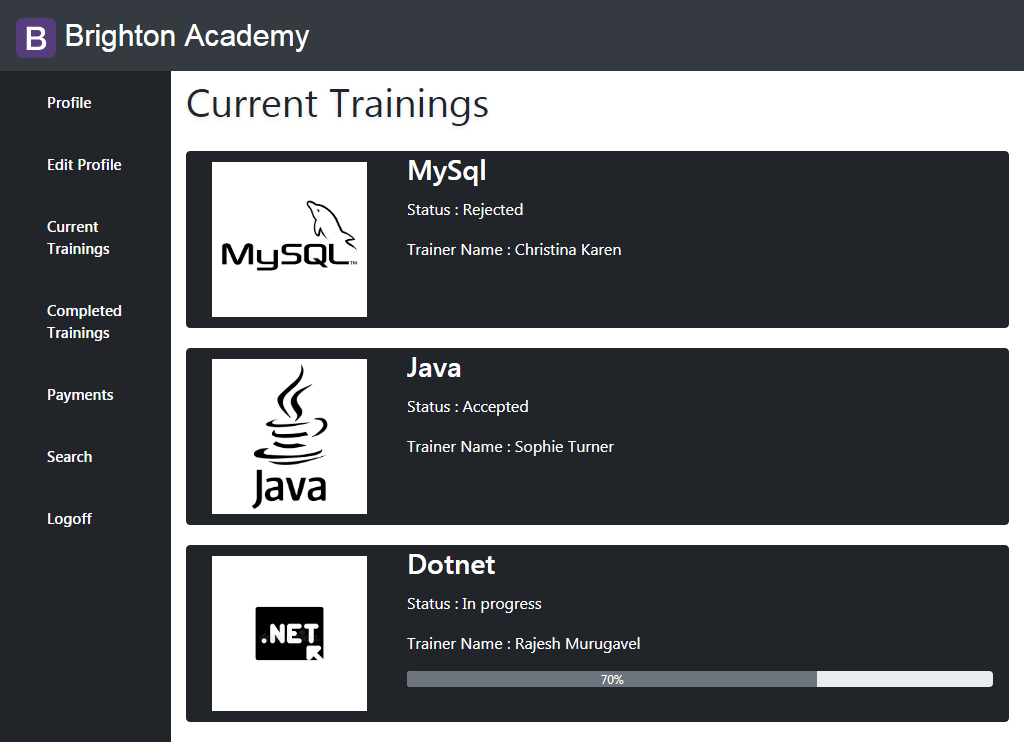 B Brighton Academy
Profile
Edit Profile
Current
Trainings
Completed
Trainings
Payments
Search
Logoff
Current Trainings
MySQL™
MySql
Status : Rejected
Trainer Name : Christina Karen
Java
Java
Status : Accepted
Trainer Name : Sophie Turner
.NET
Dotnet
Status : In progress
Trainer Name : Rajesh Murugavel
70%